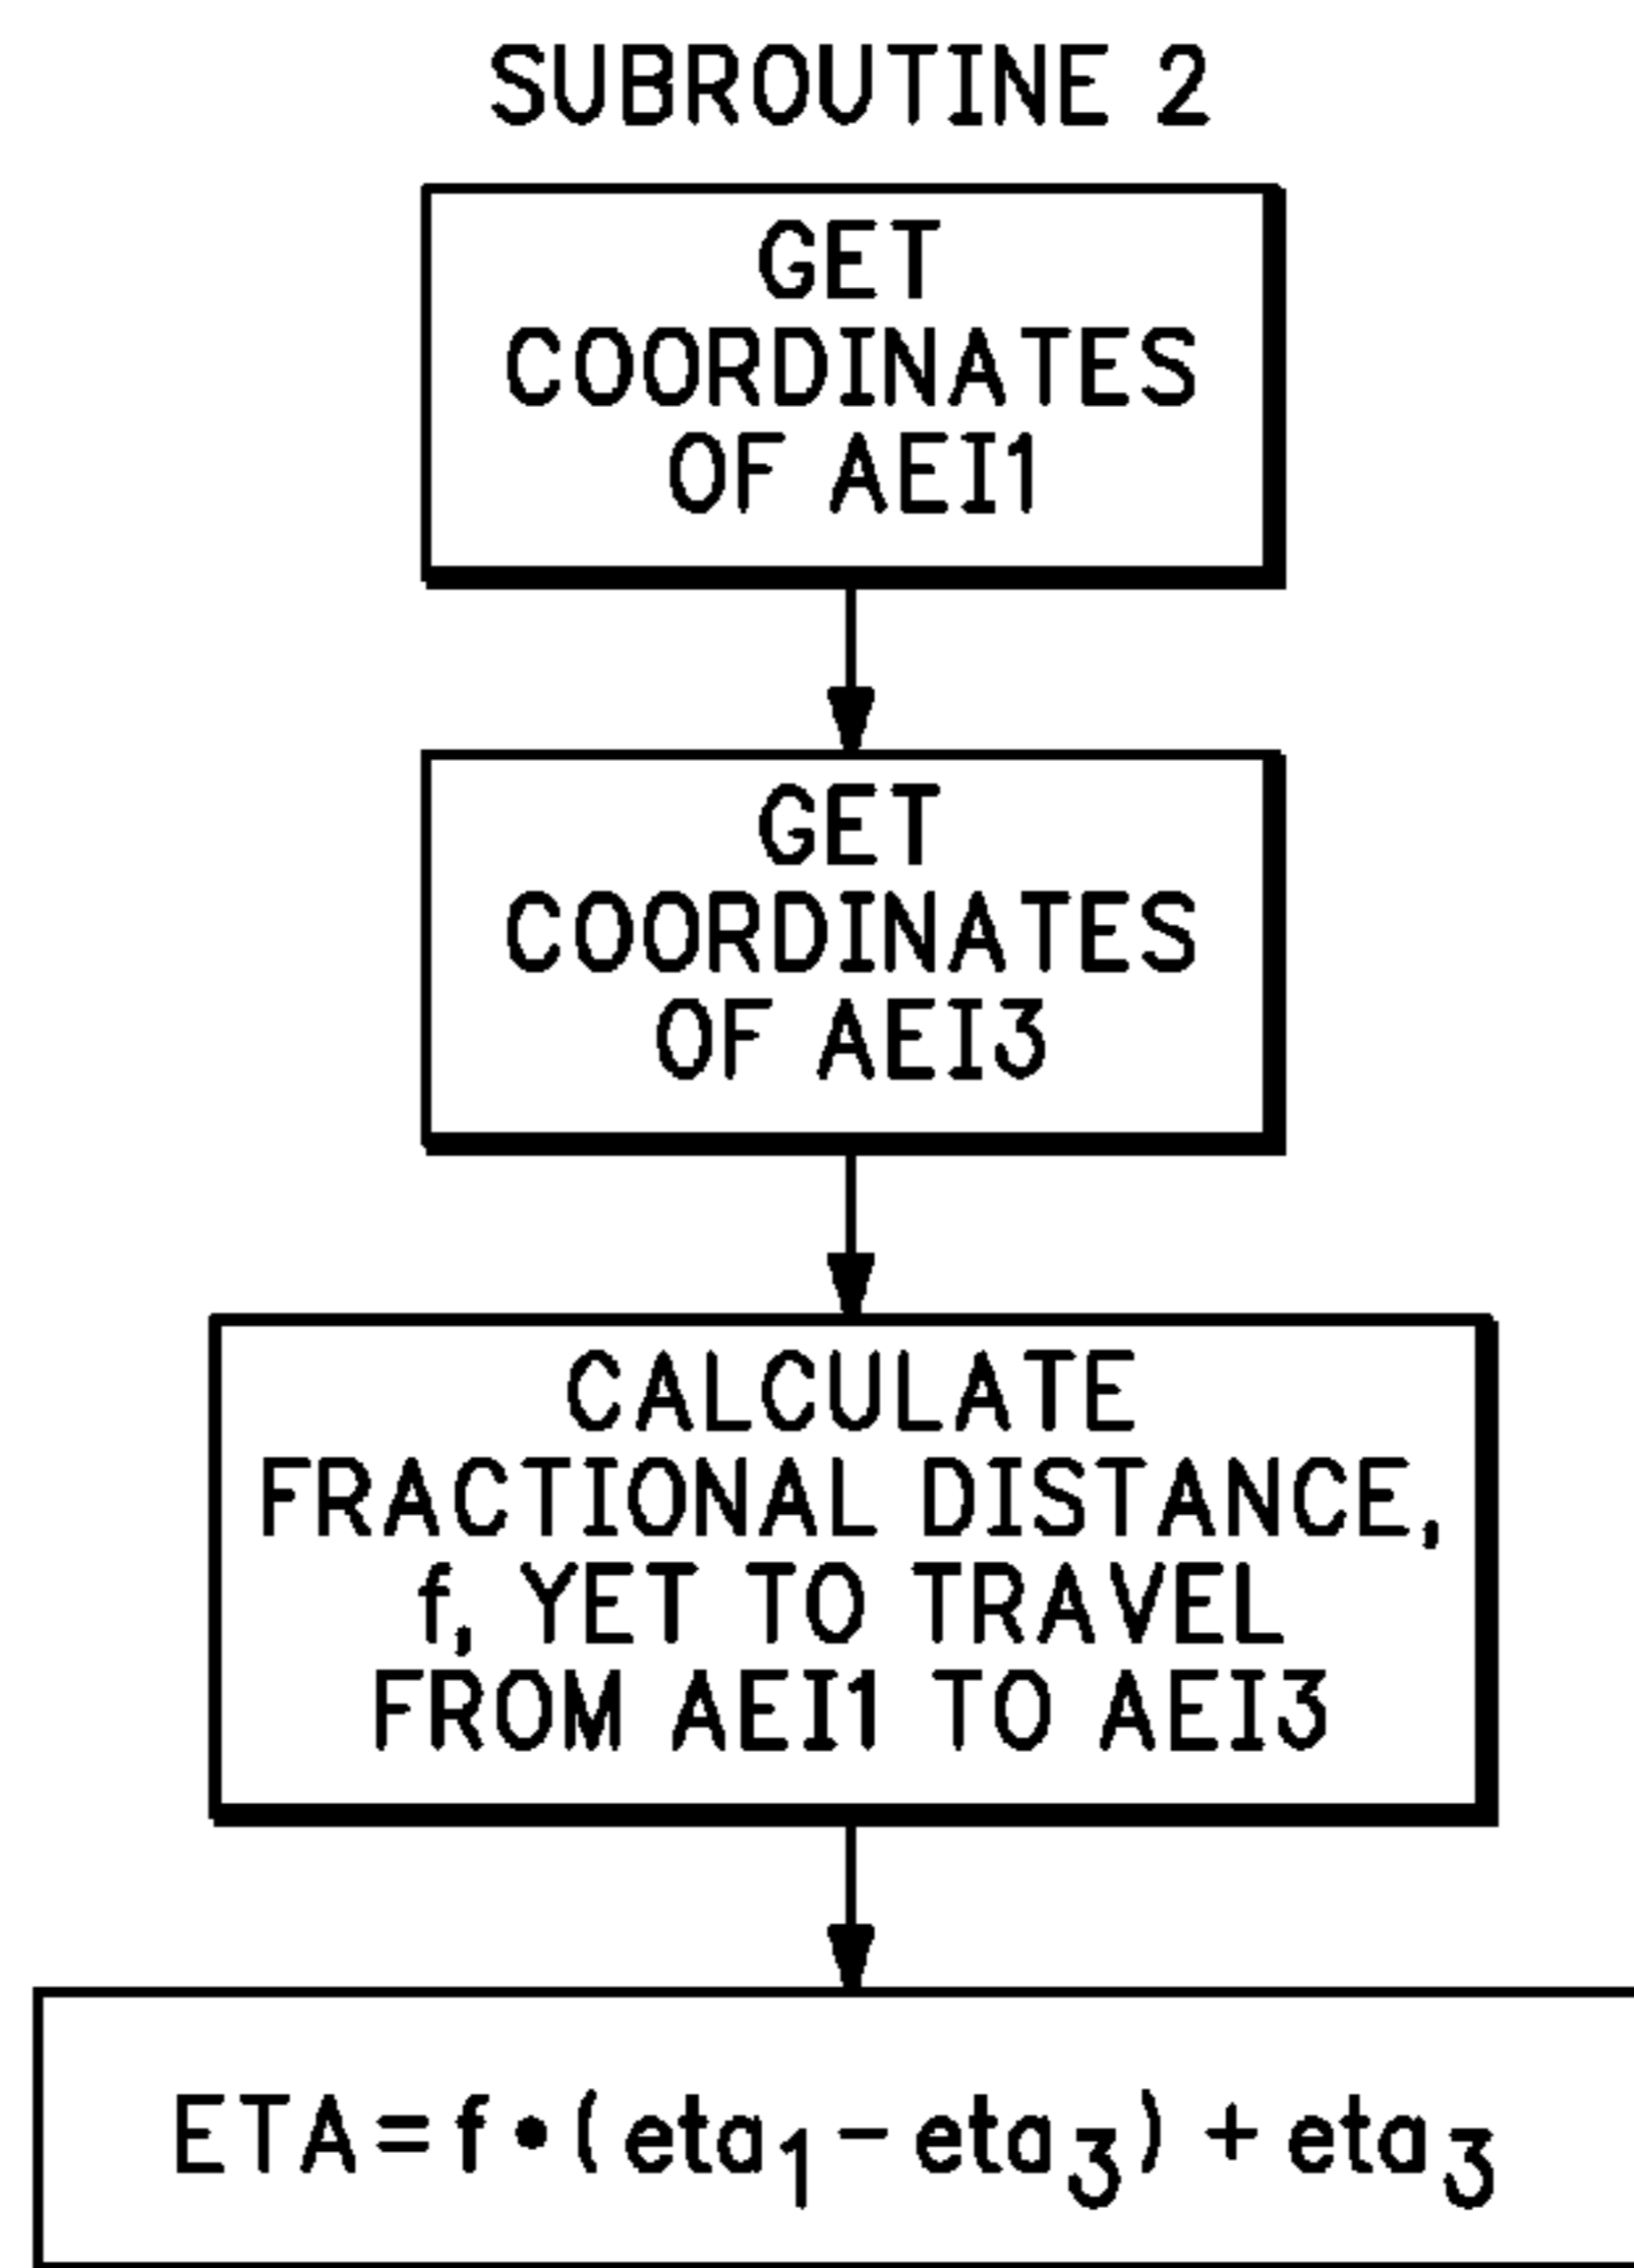 SUBROUTINE 2
GET
COORDINATES
OF AEI1
GET
COORDINATES
OF AEI3
CALCULATE
FRACTIONAL DISTANCE,
f, YET TO TRAVEL
FROM AEI1 TO AEI3
ETA=f•(eta₁-eta₃)+eta₃